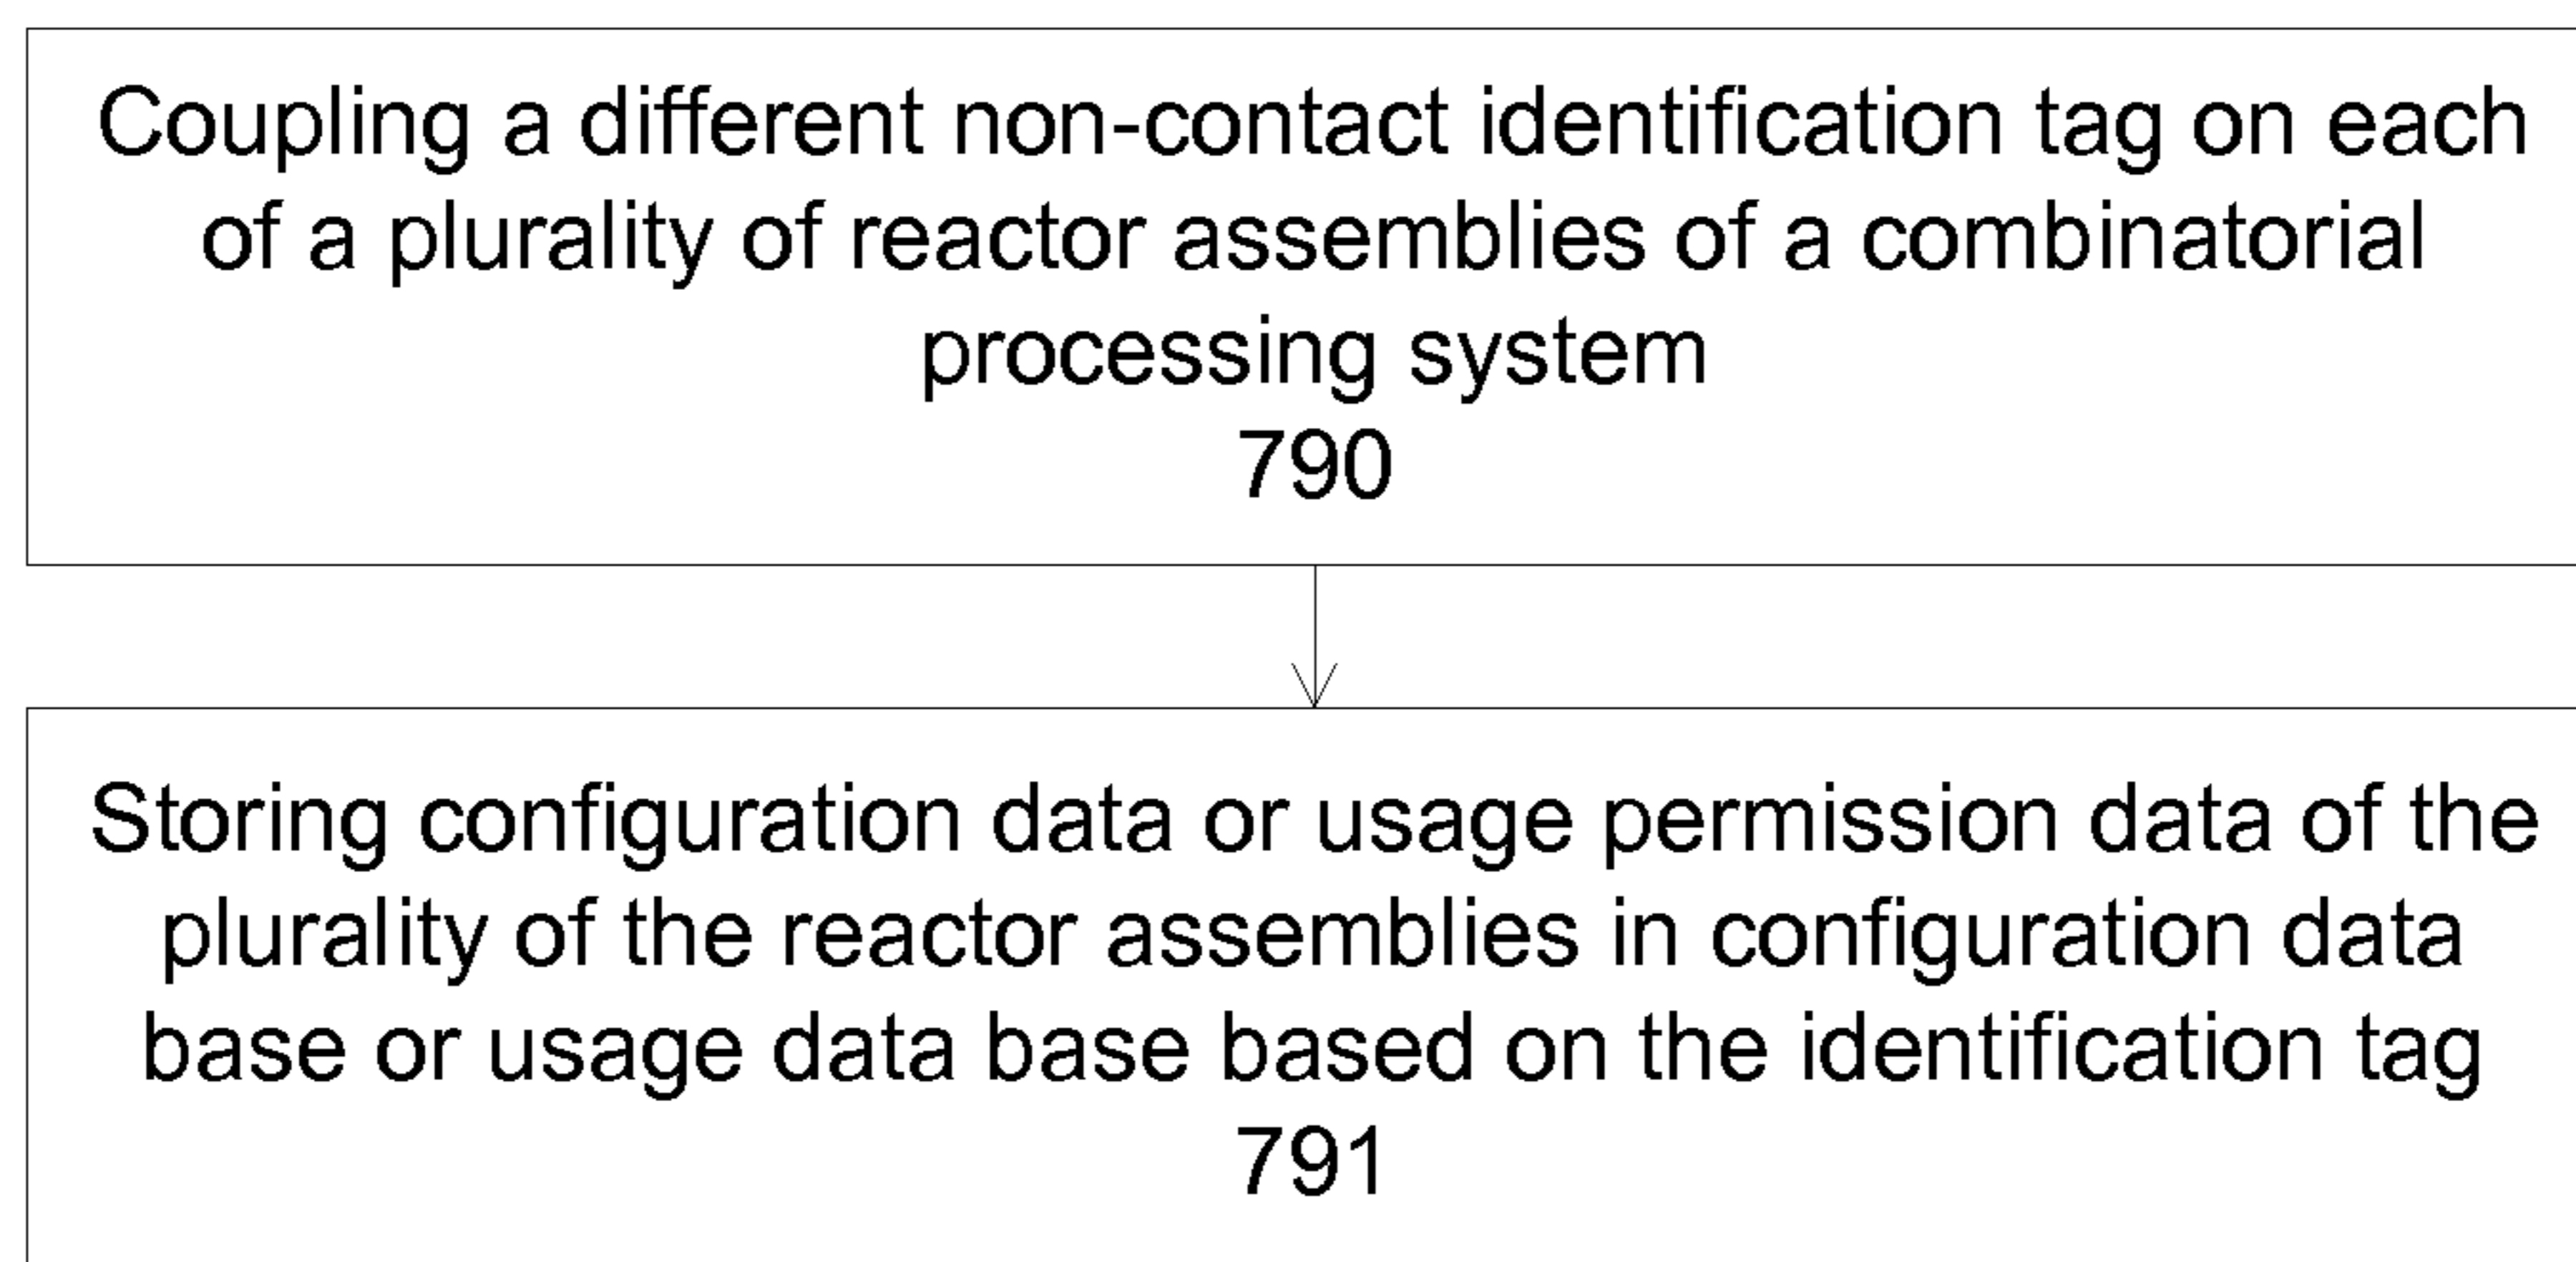 Coupling a different non-contact identification tag on each
of a plurality of reactor assemblies of a combinatorial
processing system
790
Storing configuration data or usage permission data of the
plurality of the reactor assemblies in configuration data
base or usage data base based on the identification tag
791